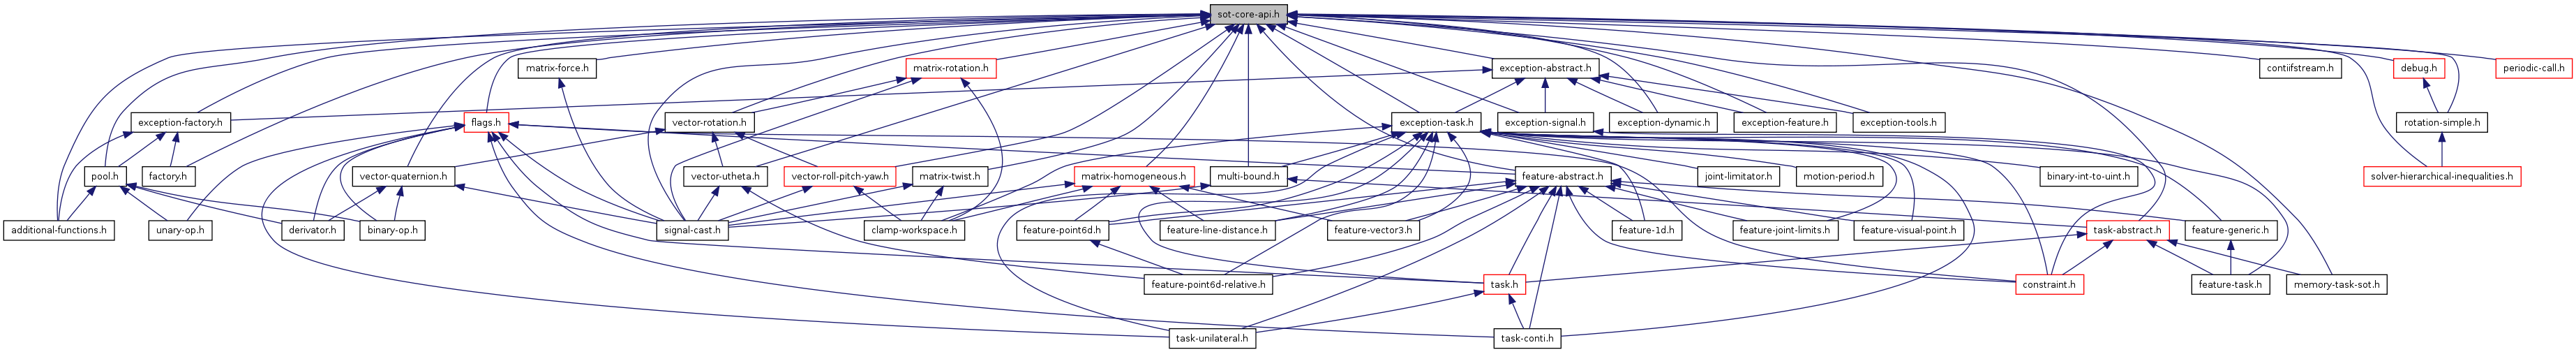 sot-core-api.h
matrix-force.h
matrix-rotation.h
exception-abstract.h
contiifstream.h
debug.h
periodic-call.h
exception-factory.h
flags.h
vector-rotation.h
exception-task.h
exception-signal.h
exception-dynamic.h
exception-feature.h
exception-tools.h
rotation-simple.h
pool.h
factory.h
vector-quaternion.h
vector-utheta.h
vector-roll-pitch-yaw.h
matrix-twist.h
matrix-homogeneous.h
multi-bound.h
feature-abstract.h
joint-limitator.h
motion-period.h
binary-int-to-uint.h
solver-hierarchical-inequalities.h
additional-functions.h
unary-op.h
derivator.h
binary-op.h
signal-cast.h
clamp-workspace.h
feature-point6d.h
feature-line-distance.h
feature-vector3.h
feature-1d.h
feature-joint-limits.h
feature-visual-point.h
task-abstract.h
feature-generic.h
feature-point6d-relative.h
task.h
constraint.h
feature-task.h
memory-task-sot.h
task-unilateral.h
task-conti.h